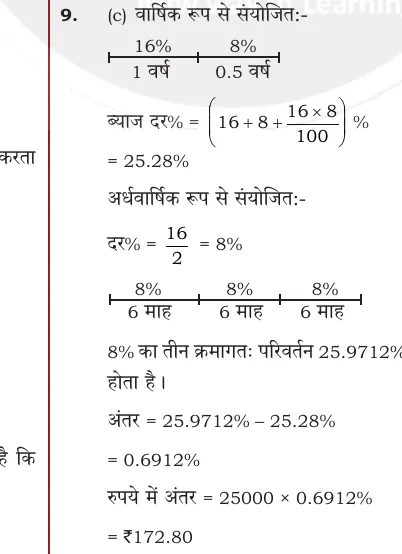 of Learnin
9. (c) वार्षिक रूप से संयोजित:-
16% 8%
1 वर्ष 0.5 वर्ष
ब्याज दर% = (16 + 8 + (16 × 8)/100) %
करता
= 25.28%
अर्धवार्षिक रूप से संयोजित:-
दर% = 16/2 = 8%
8% 8% 8%
6 माह 6 माह 6 माह
8% का तीन क्रमागतः परिवर्तन 25.9712%
होता है।
अंतर = 25.9712% – 25.28%
है कि
= 0.6912%
रुपये में अंतर = 25000 × 0.6912%
= ₹172.80